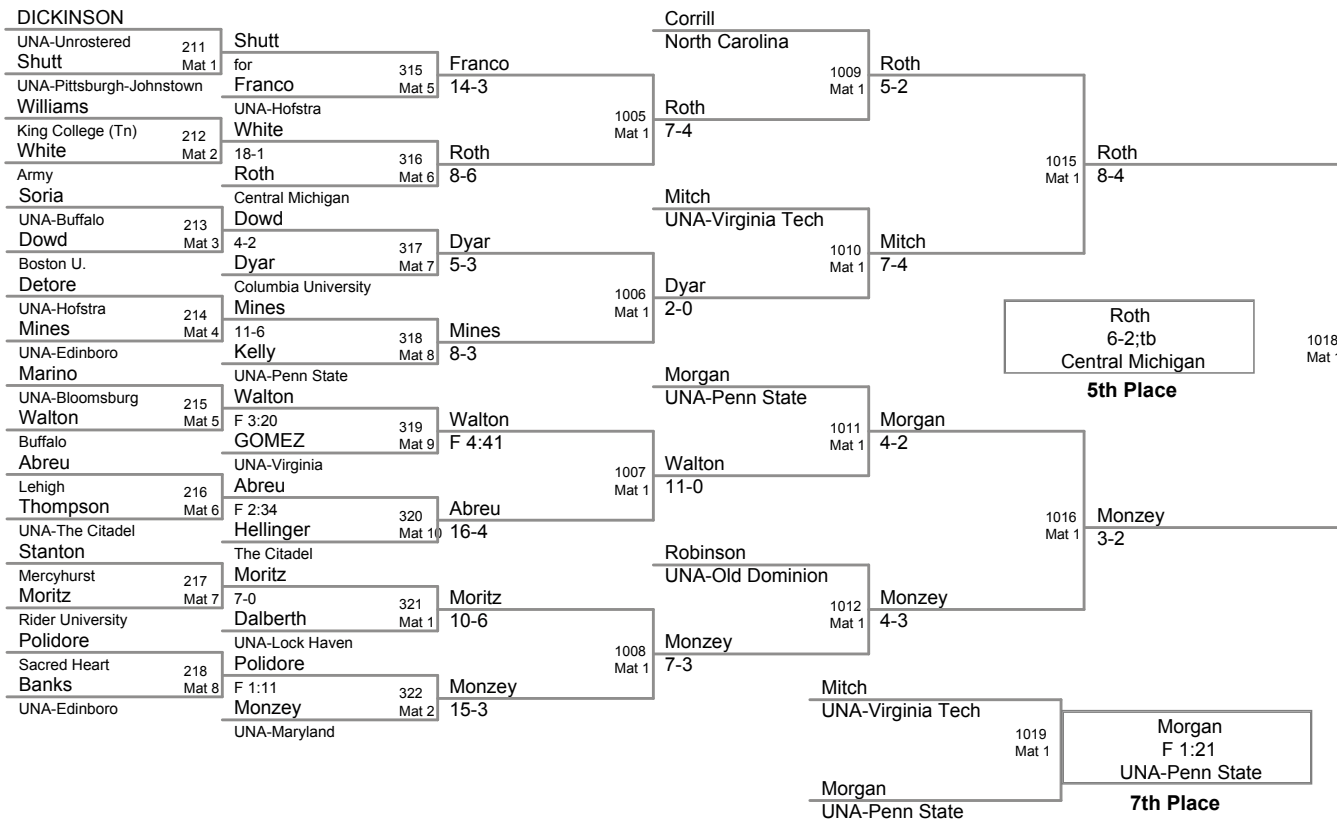 DICKINSON
UNA-Unrostered
211
Shutt
Mat 1
UNA-Pittsburgh-Johnstown
Williams
King College (Tn)
212
White
Mat 2
Army
Soria
UNA-Buffalo
213
Dowd
Mat 3
Boston U.
Detore
UNA-Hofstra
214
Mines
Mat 4
UNA-Edinboro
Marino
UNA-Bloomsburg
215
Walton
Mat 5
Buffalo
Abreu
Lehigh
216
Thompson
Mat 6
UNA-The Citadel
Stanton
Mercyhurst
217
Moritz
Mat 7
Rider University
Polidore
Sacred Heart
218
Banks
Mat 8
UNA-Edinboro
Shutt
for
315
Franco
Mat 5
UNA-Hofstra
White
18-1
316
Roth
Mat 6
Central Michigan
Dowd
4-2
317
Dyar
Mat 7
Columbia University
Mines
11-6
318
Kelly
Mat 8
UNA-Penn State
Walton
F 3:20
319
GOMEZ
Mat 9
UNA-Virginia
Abreu
F 2:34
320
Hellinger
Mat 10
The Citadel
Moritz
7-0
321
Dalberth
Mat 1
UNA-Lock Haven
Polidore
F 1:11
322
Monzey
Mat 2
UNA-Maryland
Franco
14-3
1005
Mat 1
Roth
8-6
Dyar
5-3
1006
Mat 1
Mines
8-3
Walton
F 4:41
1007
Mat 1
Abreu
16-4
Moritz
10-6
1008
Mat 1
Monzey
15-3
Corrill
North Carolina
1009
Mat 1
Roth
7-4
Mitch
UNA-Virginia Tech
1010
Mat 1
Dyar
2-0
Morgan
UNA-Penn State
1011
Mat 1
Walton
11-0
Robinson
UNA-Old Dominion
1012
Mat 1
Monzey
7-3
Roth
5-2
1015
Mat 1
Mitch
7-4
Morgan
4-2
1016
Mat 1
Monzey
4-3
Roth
8-4
Monzey
3-2
Roth
6-2;tb
Central Michigan
5th Place
1018
Mat 1
Mitch
UNA-Virginia Tech
1019
Mat 1
Morgan
UNA-Penn State
Morgan
F 1:21
UNA-Penn State
7th Place